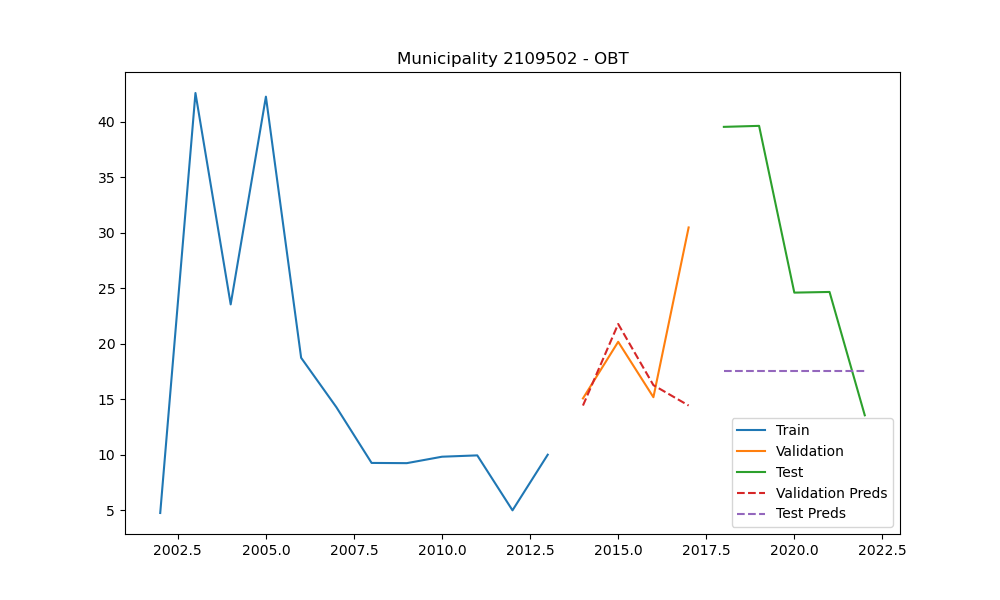 Municipality 2109502 - OBT
40
35
30
25
20
15
10
5
2002.5 2005.0 2007.5 2010.0 2012.5 2015.0 2017.5 2020.0 2022.5
Train
Validation
Test
Validation Preds
Test Preds